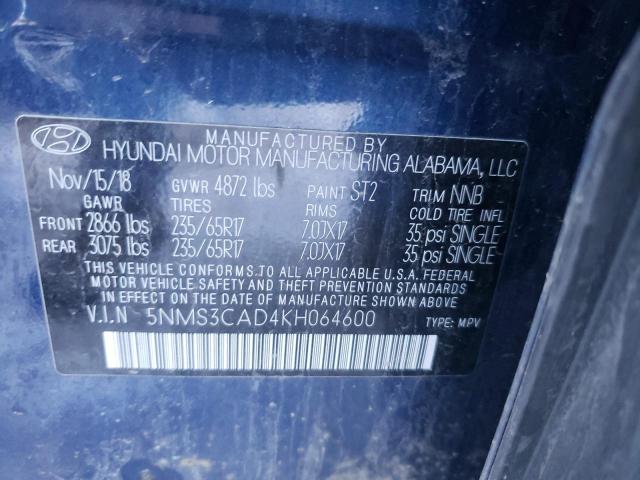 MANUFACTURED BY
HYUNDAI MOTOR MANUFACTURING ALABAMA, LLC
Nov/15/18 GVWR 4872 lbs PAINT ST2 TRIM NNB
GAWR TIRES RIMS COLD TIRE INFL
FRONT 2866 lbs 235/65R17 7.0JX17 35 psi SINGLE
REAR 3075 lbs 235/65R17 7.0JX17 35 psi SINGLE
THIS VEHICLE CONFORMS TO ALL APPLICABLE U.S.A. FEDERAL
MOTOR VEHICLE SAFETY AND THEFT PREVENTION STANDARDS
IN EFFECT ON THE DATE OF MANUFACTURE SHOWN ABOVE.
V.I.N 5NMS3CAD4KH064600 TYPE: MPV